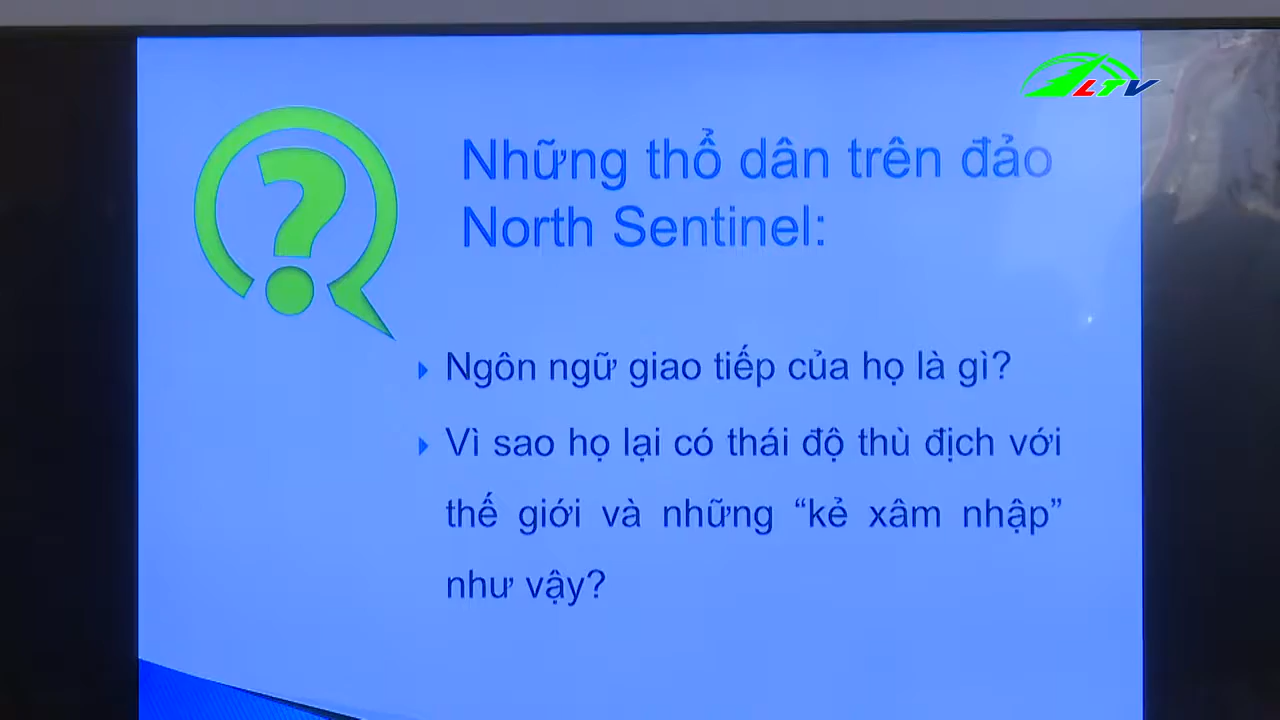 LTV
Những thổ dân trên đảo
North Sentinel:
Ngôn ngữ giao tiếp của họ là gì?
Vì sao họ lại có thái độ thù địch với
thế giới và những “kẻ xâm nhập”
như vậy?